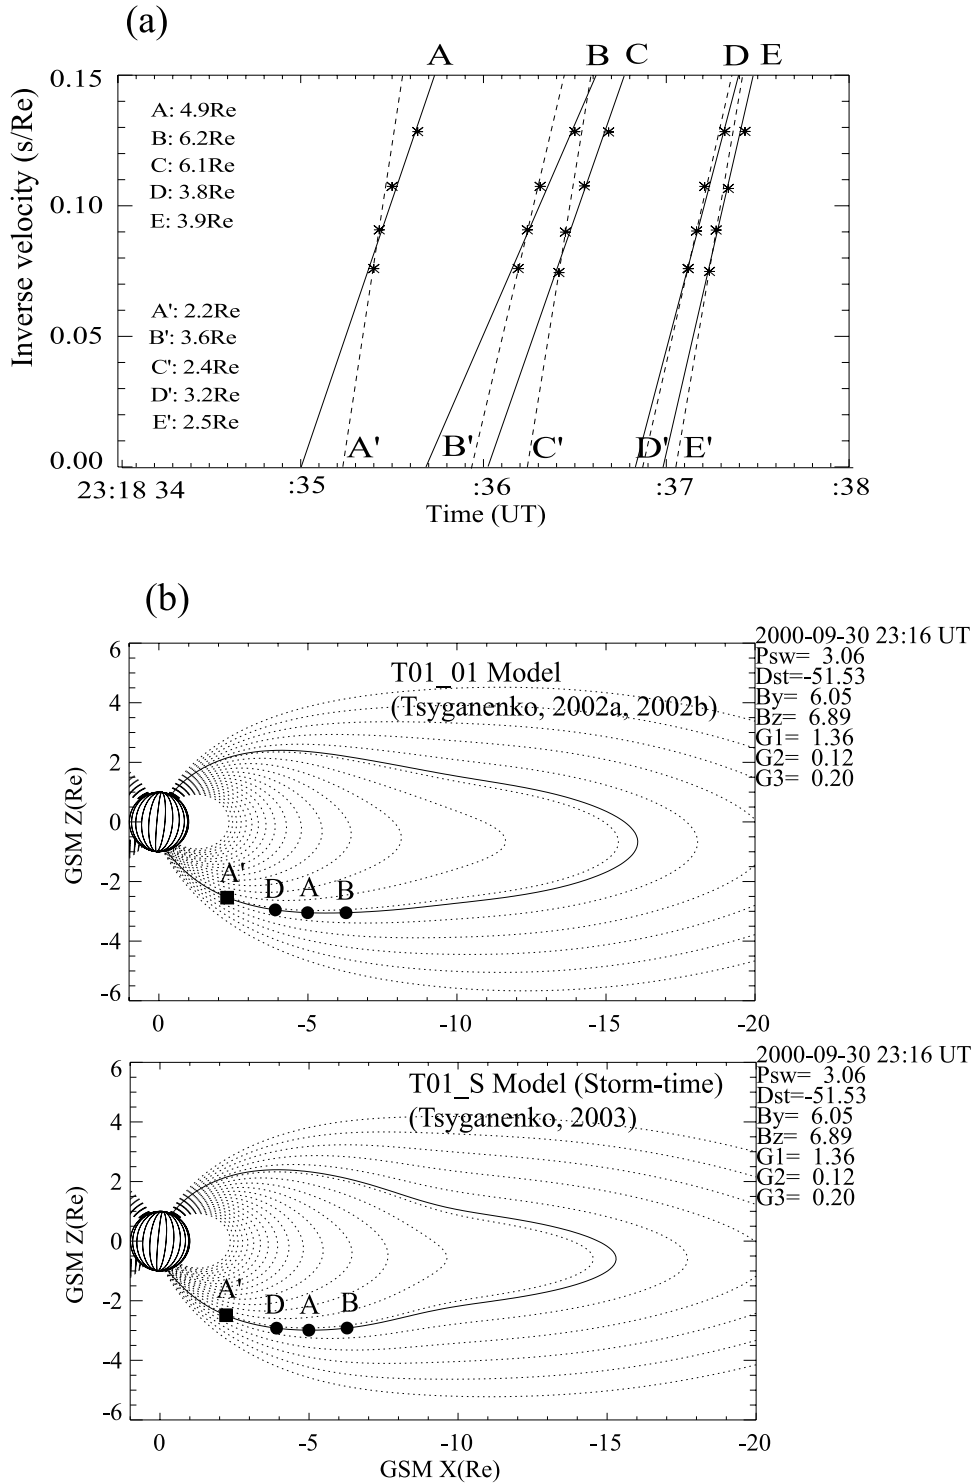 (a)
A B C D E
0.15
0.10
0.05
0.00
Inverse velocity (s/Re)
A: 4.9Re
B: 6.2Re
C: 6.1Re
D: 3.8Re
E: 3.9Re
A': 2.2Re
B': 3.6Re
C': 2.4Re
D': 3.2Re
E': 2.5Re
A' B' C' D' E'
23:18 34 :35 :36 :37 :38
Time (UT)
(b)
T01_01 Model
(Tsyganenko, 2002a, 2002b)
2000-09-30 23:16 UT
Psw= 3.06
Dst=-51.53
By= 6.05
Bz= 6.89
G1= 1.36
G2= 0.12
G3= 0.20
6
4
2
0
-2
-4
-6
GSM Z(Re)
A' D A B
0 -5 -10 -15 -20
T01_S Model (Storm-time)
(Tsyganenko, 2003)
2000-09-30 23:16 UT
Psw= 3.06
Dst=-51.53
By= 6.05
Bz= 6.89
G1= 1.36
G2= 0.12
G3= 0.20
6
4
2
0
-2
-4
-6
GSM Z(Re)
A' D A B
0 -5 -10 -15 -20
GSM X(Re)